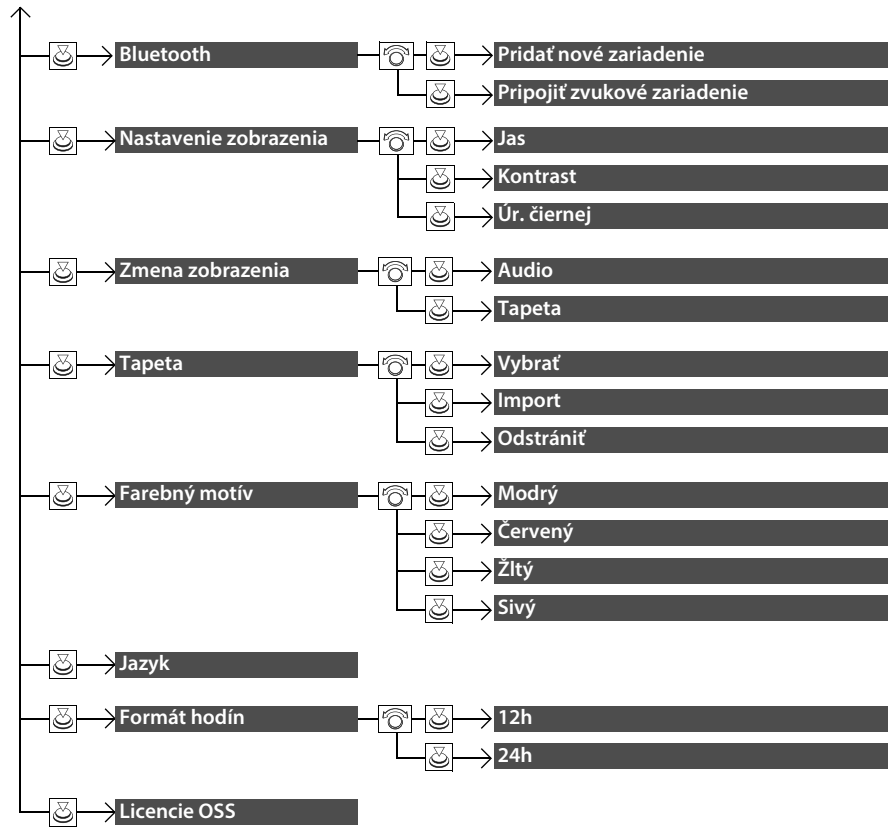 Bluetooth
Pridať nové zariadenie
Pripojiť zvukové zariadenie
Nastavenie zobrazenia
Jas
Kontrast
Úr. čiernej
Zmena zobrazenia
Audio
Tapeta
Tapeta
Vybrať
Import
Odstrániť
Farebný motív
Modrý
Červený
Žltý
Sivý
Jazyk
Formát hodín
12h
24h
Licencie OSS